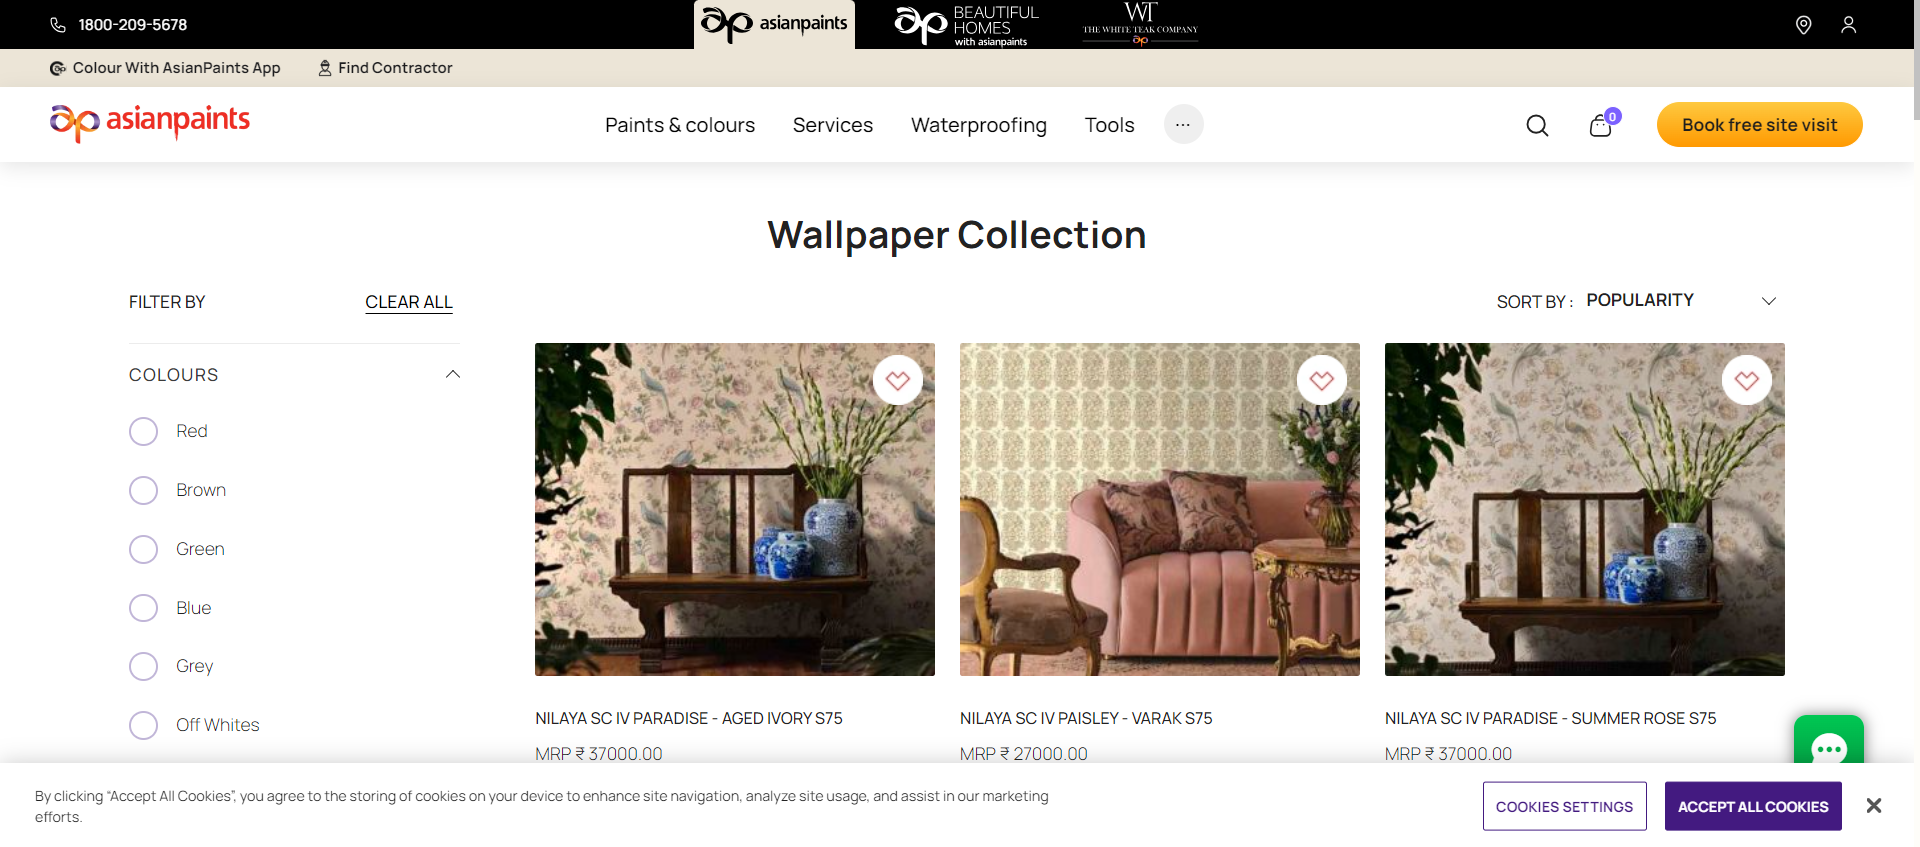 1800-209-5678
asianpaints
BEAUTIFUL
HOMES
with asianpaints
WT
THE WHITE TEAK COMPANY
Colour With AsianPaints App
Find Contractor
asianpaints
Paints & colours
Services
Waterproofing
Tools
...
0
Book free site visit
Wallpaper Collection
FILTER BY
CLEAR ALL
SORT BY :
POPULARITY
COLOURS
Red
Brown
Green
Blue
Grey
Off Whites
NILAYA SC IV PARADISE - AGED IVORY S75
MRP ₹ 37000.00
NILAYA SC IV PAISLEY - VARAK S75
MRP ₹ 27000.00
NILAYA SC IV PARADISE - SUMMER ROSE S75
MRP ₹ 37000.00
By clicking “Accept All Cookies”, you agree to the storing of cookies on your device to enhance site navigation, analyze site usage, and assist in our marketing
efforts.
COOKIES SETTINGS
ACCEPT ALL COOKIES